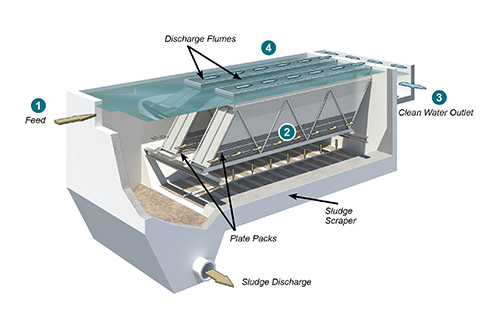 Discharge Flumes
4
1
Feed
3
Clean Water Outlet
2
Sludge
Scraper
Plate Packs
Sludge Discharge